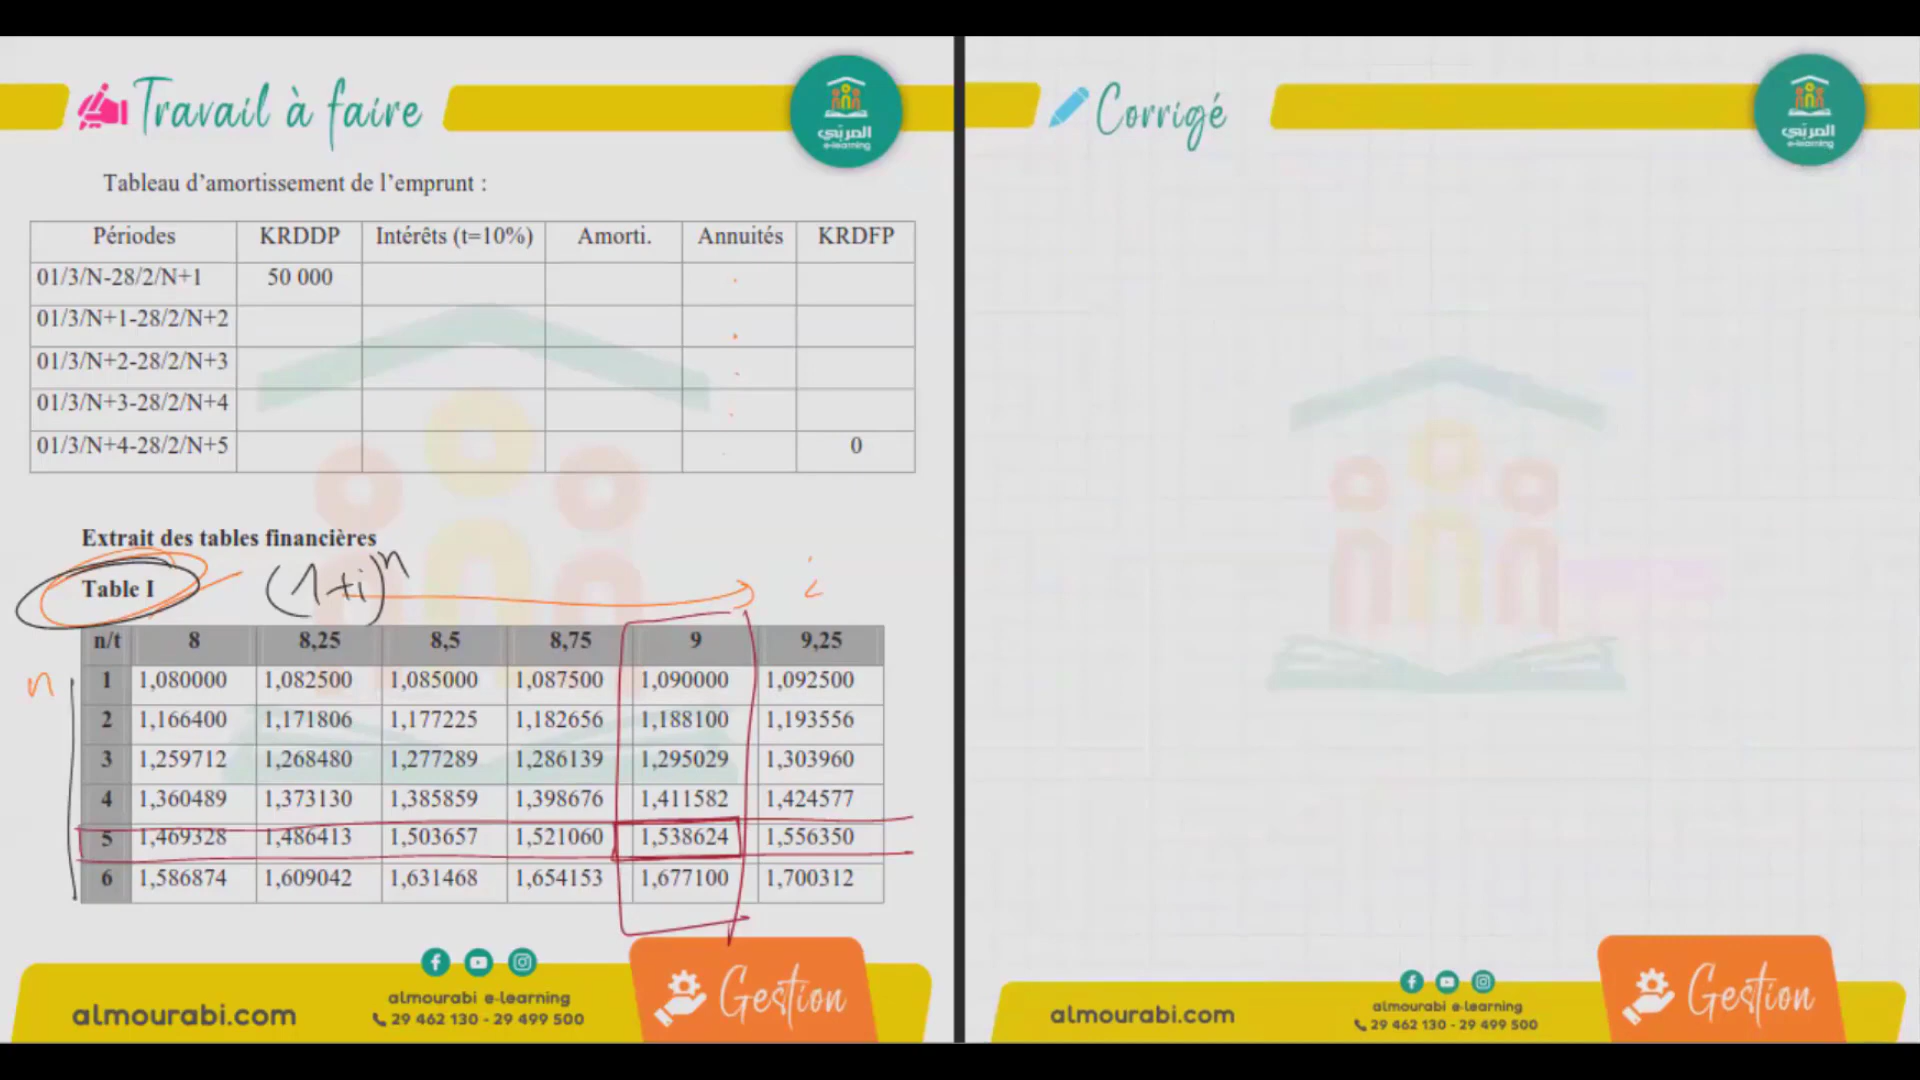 Travail à faire
المربّي
e-learning
Tableau d’amortissement de l’emprunt :
Périodes KRDDP Intérêts (t=10%) Amorti. Annuités KRDFP
01/3/N-28/2/N+1 50 000
01/3/N+1-28/2/N+2
01/3/N+2-28/2/N+3
01/3/N+3-28/2/N+4
01/3/N+4-28/2/N+5 0
Extrait des tables financières
Table I (1+i)^n i
n/t 8 8,25 8,5 8,75 9 9,25
n 1 1,080000 1,082500 1,085000 1,087500 1,090000 1,092500
2 1,166400 1,171806 1,177225 1,182656 1,188100 1,193556
3 1,259712 1,268480 1,277289 1,286139 1,295029 1,303960
4 1,360489 1,373130 1,385859 1,398676 1,411582 1,424577
5 1,469328 1,486413 1,503657 1,521060 1,538624 1,556350
6 1,586874 1,609042 1,631468 1,654153 1,677100 1,700312
almourabi.com
almourabi e-learning
29 462 130 - 29 499 500
Gestion
Corrigé
المربّي
e-learning
almourabi.com
almourabi e-learning
29 462 130 - 29 499 500
Gestion